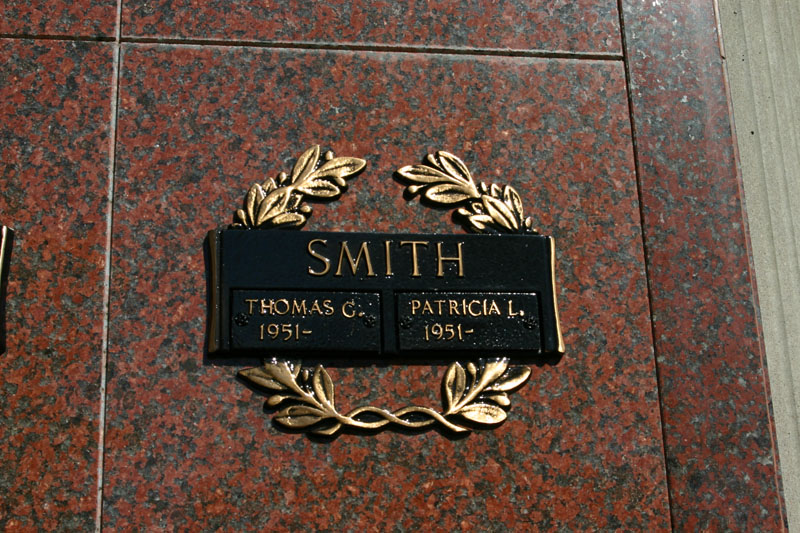 SMITH
THOMAS C. PATRICIA L.
1951- 1951-